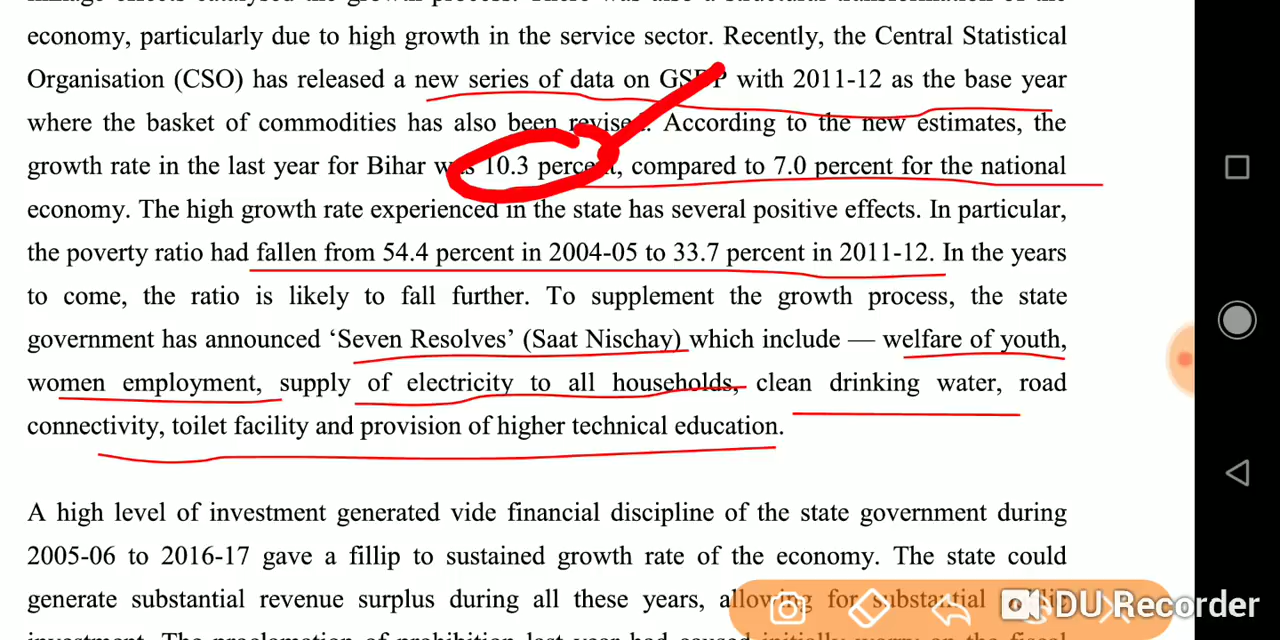 economy, particularly due to high growth in the service sector. Recently, the Central Statistical
Organisation (CSO) has released a new series of data on GSDP with 2011-12 as the base year
where the basket of commodities has also been revised. According to the new estimates, the
growth rate in the last year for Bihar was 10.3 percent, compared to 7.0 percent for the national
economy. The high growth rate experienced in the state has several positive effects. In particular,
the poverty ratio had fallen from 54.4 percent in 2004-05 to 33.7 percent in 2011-12. In the years
to come, the ratio is likely to fall further. To supplement the growth process, the state
government has announced ‘Seven Resolves’ (Saat Nischay) which include — welfare of youth,
women employment, supply of electricity to all households, clean drinking water, road
connectivity, toilet facility and provision of higher technical education.
A high level of investment generated vide financial discipline of the state government during
2005-06 to 2016-17 gave a fillip to sustained growth rate of the economy. The state could
generate substantial revenue surplus during all these years, allowing for substantial
DU Recorder